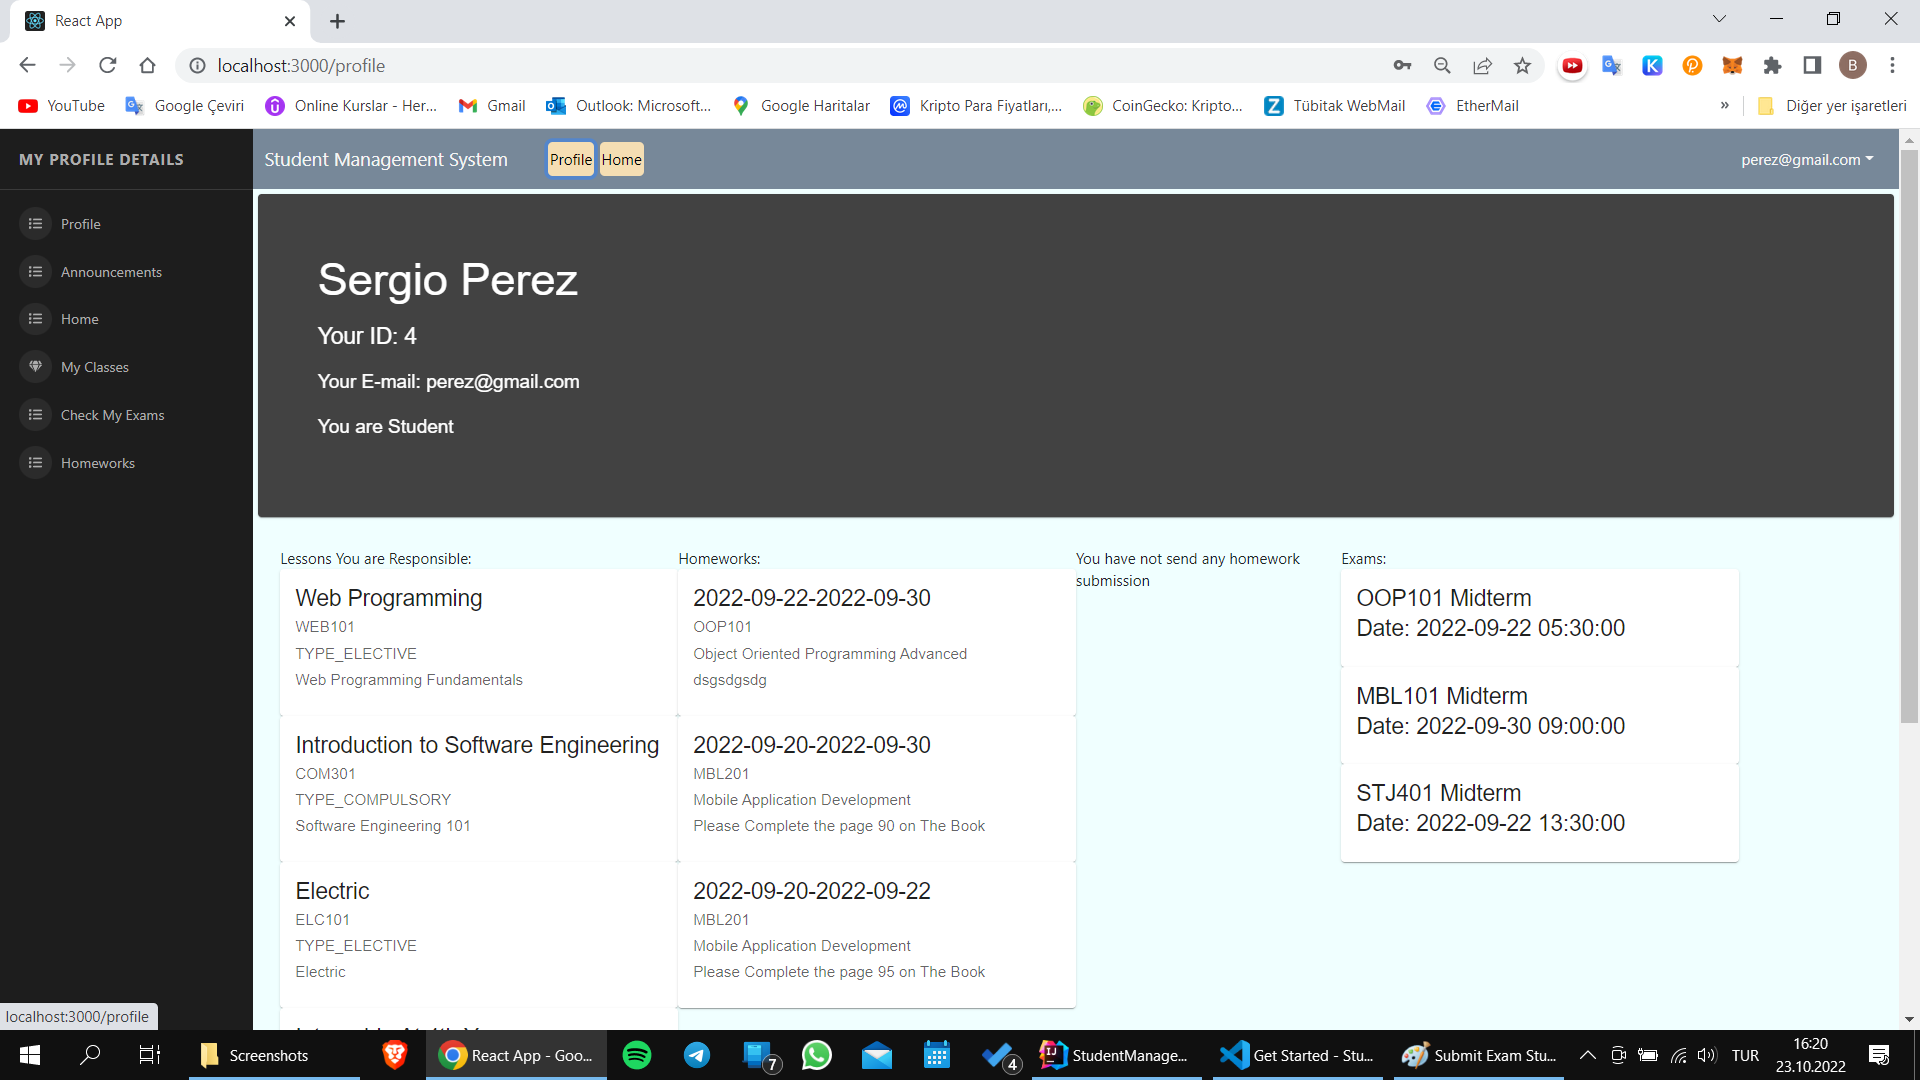 React App
localhost:3000/profile
YouTube
Google Çeviri
Online Kurslar - Her...
Gmail
Outlook: Microsoft...
Google Haritalar
Kripto Para Fiyatları,...
CoinGecko: Kripto...
Tübitak WebMail
EtherMail
»
Diğer yer işaretleri
B
MY PROFILE DETAILS
Profile
Announcements
Home
My Classes
Check My Exams
Homeworks
Student Management System
Profile
Home
perez@gmail.com
Sergio Perez
Your ID: 4
Your E-mail: perez@gmail.com
You are Student
Lessons You are Responsible:
Web Programming
WEB101
TYPE_ELECTIVE
Web Programming Fundamentals
Introduction to Software Engineering
COM301
TYPE_COMPULSORY
Software Engineering 101
Electric
ELC101
TYPE_ELECTIVE
Electric
Homeworks:
2022-09-22-2022-09-30
OOP101
Object Oriented Programming Advanced
dsgsdgsdg
2022-09-20-2022-09-30
MBL201
Mobile Application Development
Please Complete the page 90 on The Book
2022-09-20-2022-09-22
MBL201
Mobile Application Development
Please Complete the page 95 on The Book
You have not send any homework
submission
Exams:
OOP101 Midterm
Date: 2022-09-22 05:30:00
MBL101 Midterm
Date: 2022-09-30 09:00:00
STJ401 Midterm
Date: 2022-09-22 13:30:00
localhost:3000/profile
Screenshots
React App - Goo...
7
4
StudentManage...
Get Started - Stu...
Submit Exam Stu...
TUR
16:20
23.10.2022